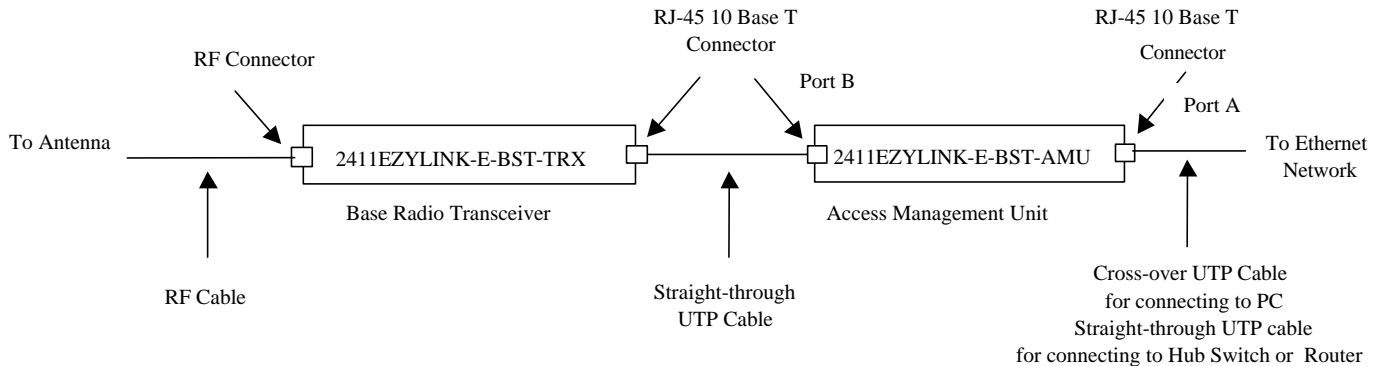 RJ-45 10 Base T
Connector
RJ-45 10 Base T
Connector
RF Connector
Port B
Port A
To Antenna
2411EZYLINK-E-BST-TRX
2411EZYLINK-E-BST-AMU
To Ethernet
Network
Base Radio Transceiver
Access Management Unit
RF Cable
Straight-through
UTP Cable
Cross-over UTP Cable
for connecting to PC
Straight-through UTP cable
for connecting to Hub Switch or Router